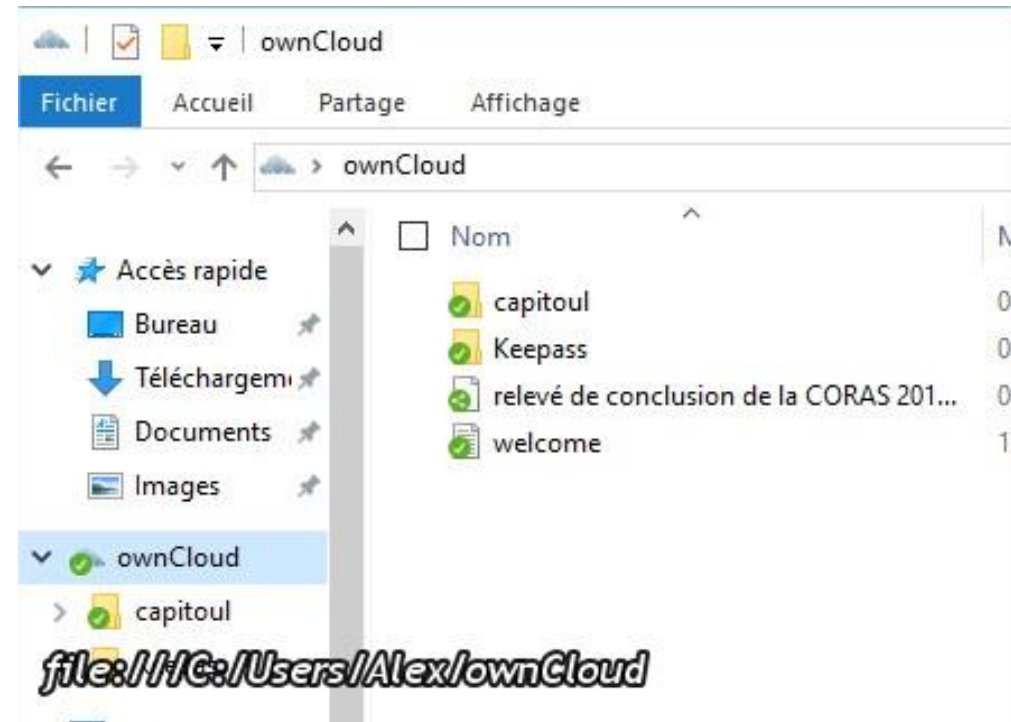 ownCloud
Fichier Accueil Partage Affichage
ownCloud
Nom
Accès rapide
Bureau
Téléchargem
Documents
Images
ownCloud
capitoul
capitoul
Keepass
relevé de conclusion de la CORAS 201...
welcome
file:///C:/Users/Alex/ownCloud